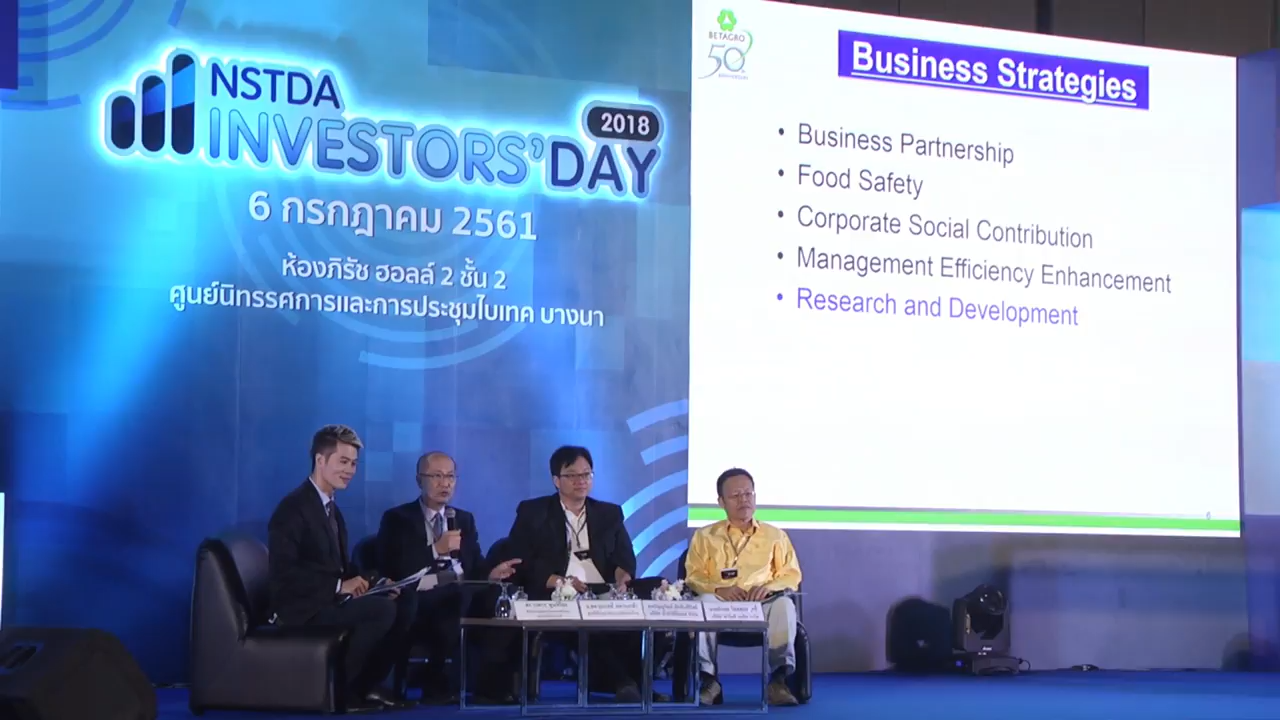 NSTDA
INVESTORS' DAY
2018
6 กรกฎาคม 2561
ห้องภิรัช ฮอลล์ 2 ชั้น 2
ศูนย์นิทรรศการและการประชุมไบเทค บางนา
BETAGRO
50th
ANNIVERSARY
Business Strategies
• Business Partnership
• Food Safety
• Corporate Social Contribution
• Management Efficiency Enhancement
• Research and Development
6